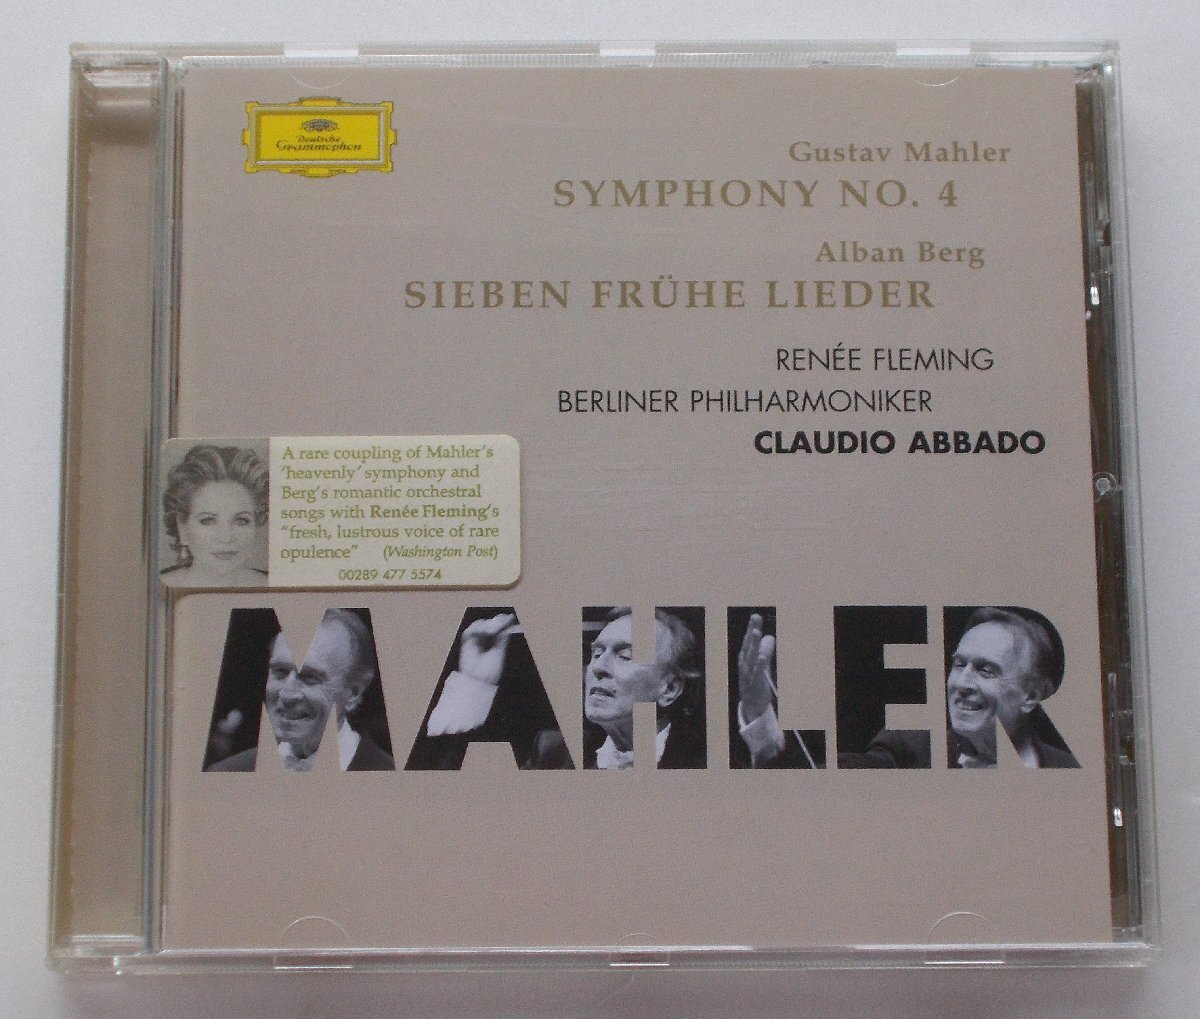 Deutsche
Grammophon
Gustav Mahler
SYMPHONY NO. 4
Alban Berg
SIEBEN FRÜHE LIEDER
RENÉE FLEMING
BERLINER PHILHARMONIKER
CLAUDIO ABBADO
A rare coupling of Mahler's
'heavenly' symphony and
Berg's romantic orchestral
songs with Renée Fleming's
"fresh, lustrous voice of rare
opulence" (Washington Post)
00289 477 5574
MAHLER